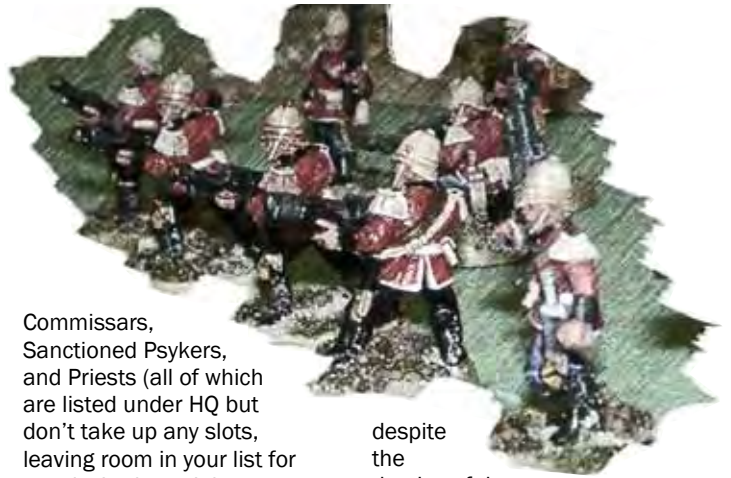 Commissars,
Sanctioned Psykers,
and Priests (all of which
are listed under HQ but
don't take up any slots,
leaving room in your list for
despite
the